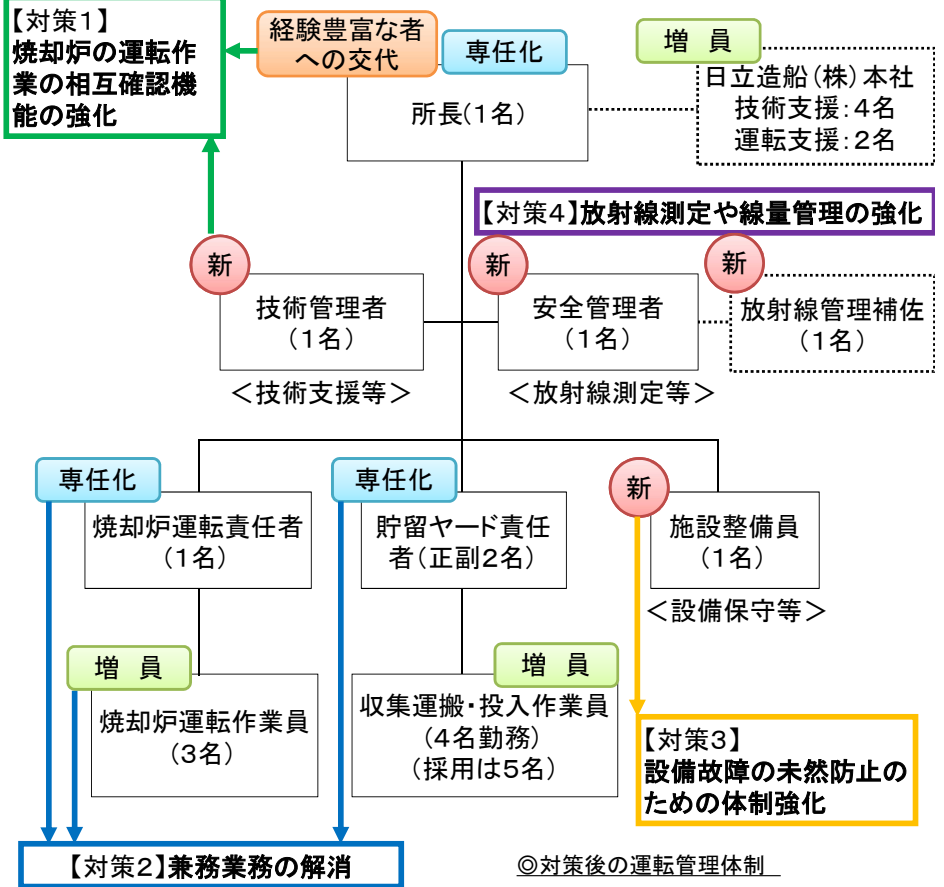 【対策1】
焼却炉の運転作
業の相互確認機
能の強化
経験豊富な者
への交代
専任化
所長(1名)
増 員
日立造船(株)本社
技術支援:4名
運転支援:2名
【対策4】放射線測定や線量管理の強化
新
技術管理者
(1名)
<技術支援等>
新
安全管理者
(1名)
<放射線測定等>
新
放射線管理補佐
(1名)
専任化
焼却炉運転責任者
(1名)
専任化
貯留ヤード責任
者(正副2名)
新
施設整備員
(1名)
<設備保守等>
増 員
焼却炉運転作業員
(3名)
増 員
収集運搬・投入作業員
(4名勤務)
(採用は5名)
【対策3】
設備故障の未然防止の
ための体制強化
【対策2】兼務業務の解消
◎対策後の運転管理体制